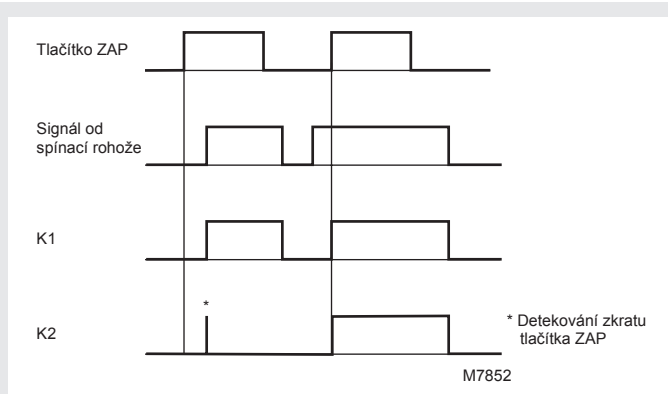 Tlačítko ZAP
Signál od
spínací rohože
K1
*
K2
* Detekování zkratu
tlačítka ZAP
M7852